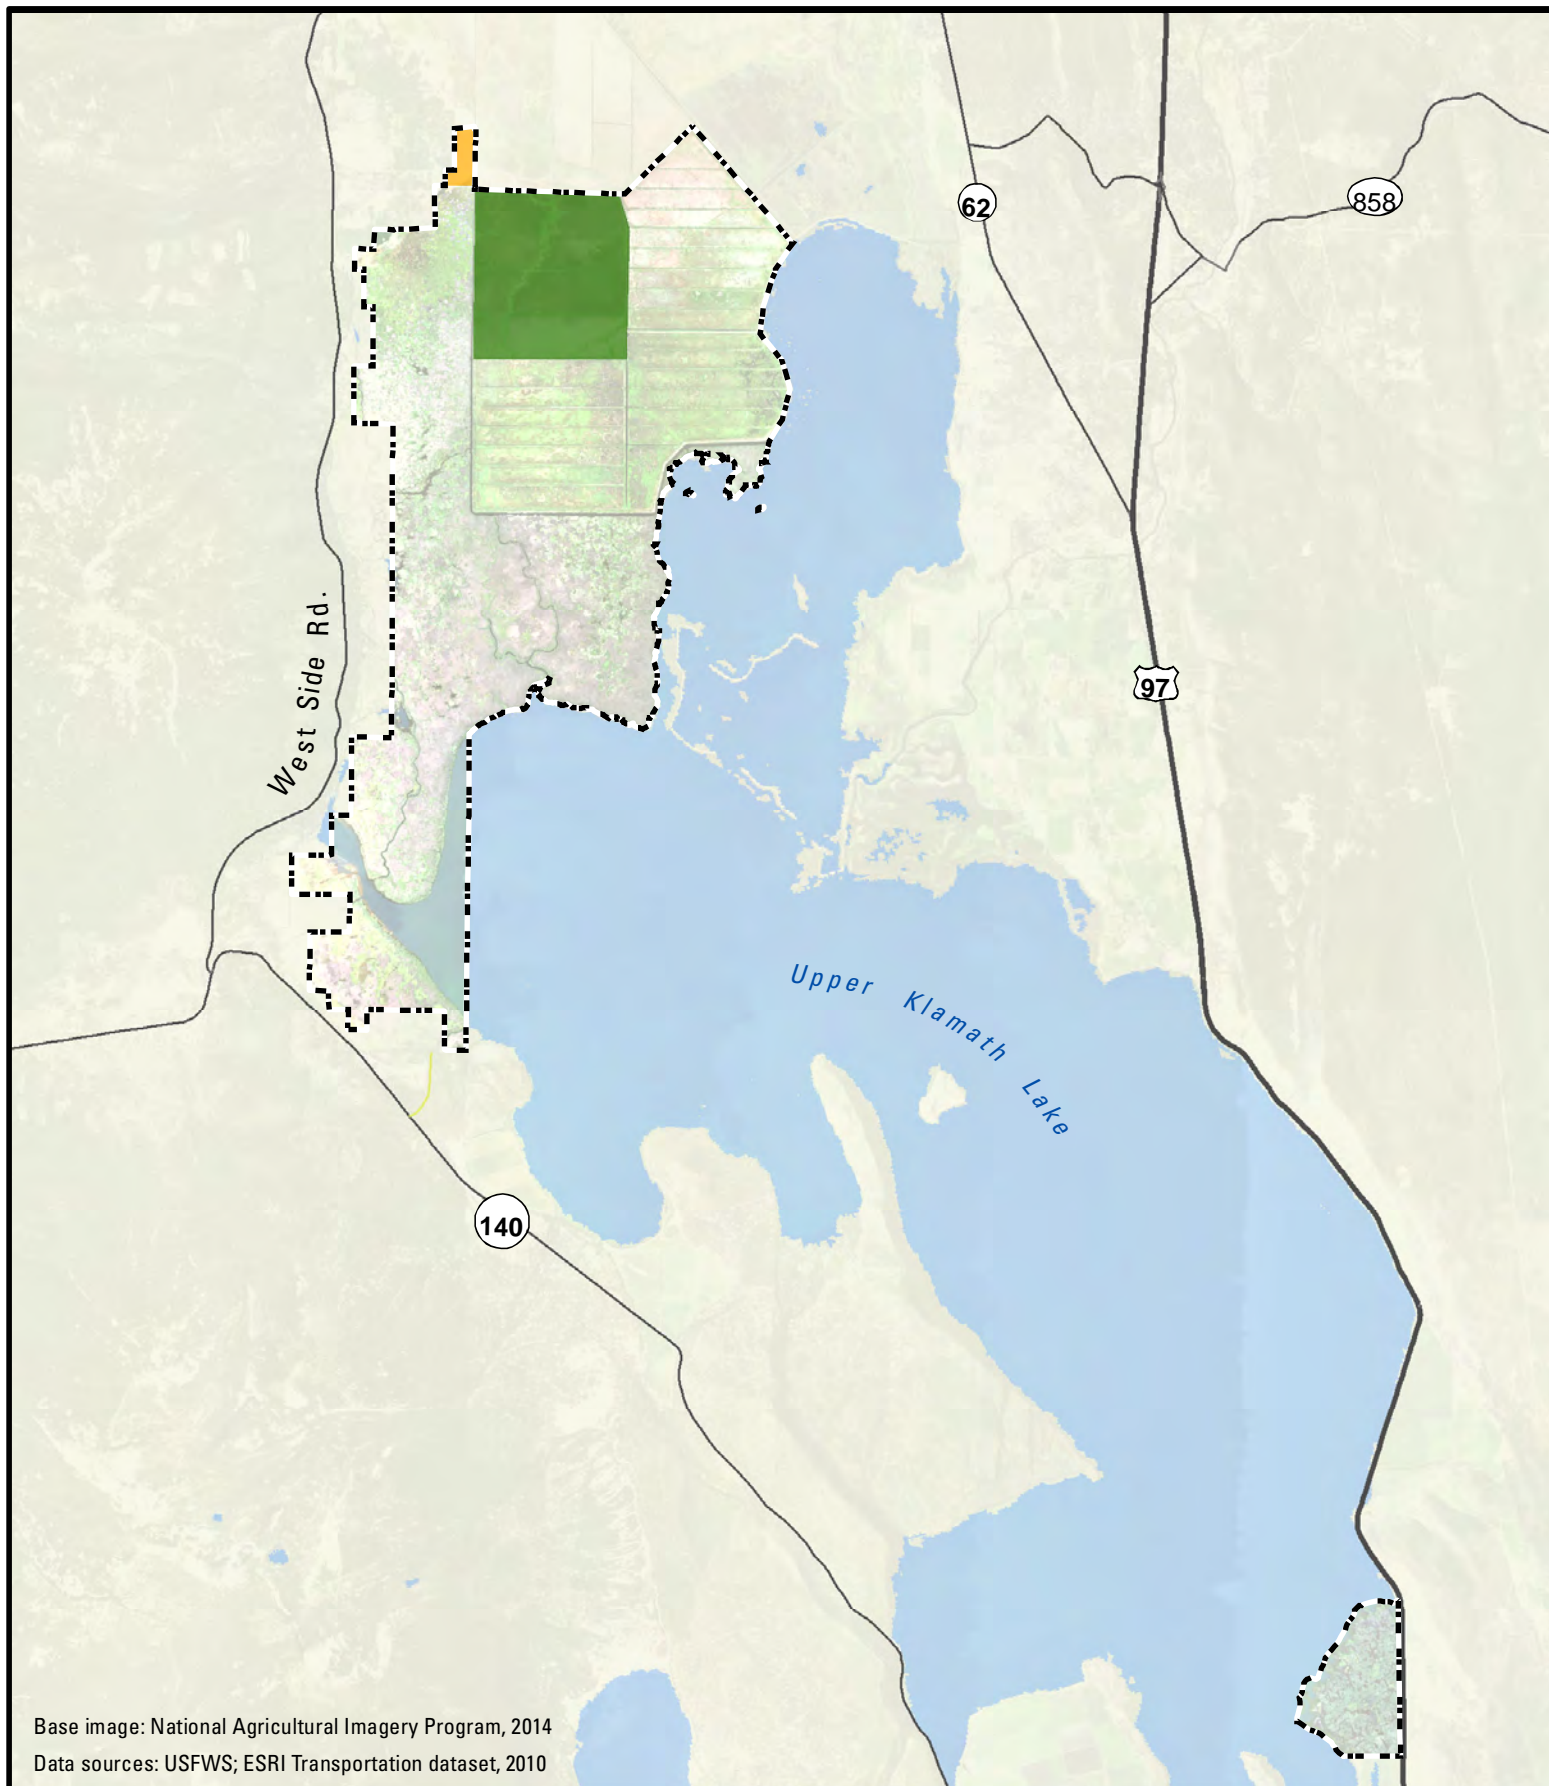 62
858
West Side Rd.
97
Upper Klamath Lake
140
Base image: National Agricultural Imagery Program, 2014
Data sources: USFWS; ESRI Transportation dataset, 2010